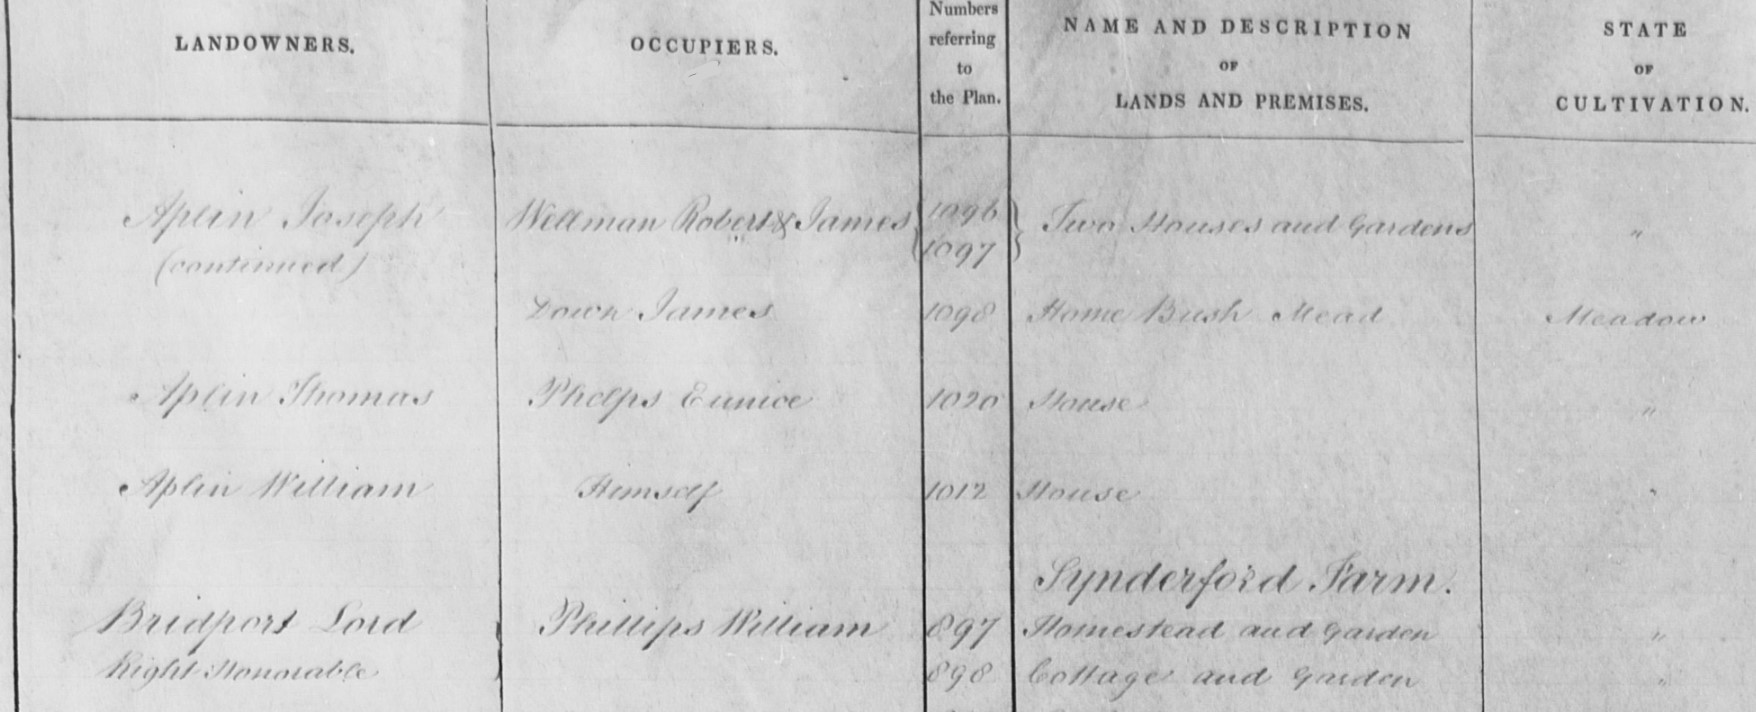 LANDOWNERS. OCCUPIERS. Numbers referring to the Plan. NAME AND DESCRIPTION OF LANDS AND PREMISES. STATE OF CULTIVATION.
Aplin Joseph Wellman Robert & James { 1096 } Two Houses and Gardens "
(continued) 1097
Down James 1098 Home Bush Mead Meadow
Aplin Thomas Phelps Eunice 1020 House "
Aplin William Himself 1012 House "
Synderford Farm.
Bridport Lord Phillips William 897 Homestead and Garden "
Right Honorable 898 Cottage and Garden "